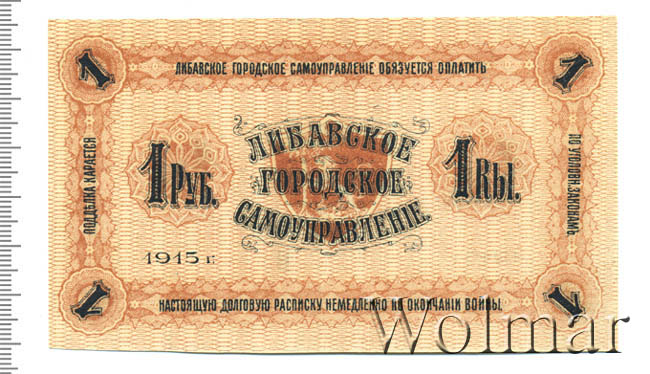 1
1
ЛИБАВСКОЕ ГОРОДСКОЕ САМОУПРАВЛЕНІЕ ОБЯЗУЕТСЯ ОПЛАТИТЬ
ПОДДѢЛКА КАРАЕТСЯ
ПО УГОЛОВН. ЗАКОНАМЪ
1 РУБ.
ЛИБАВСКОЕ
ГОРОДСКОЕ
САМОУПРАВЛЕНІЕ.
1 Rbl.
1915 г.
НАСТОЯЩУЮ ДОЛГОВУЮ РАСПИСКУ НЕМЕДЛЕННО ПО ОКОНЧАНІИ ВОЙНЫ.
1
1
Wolmar